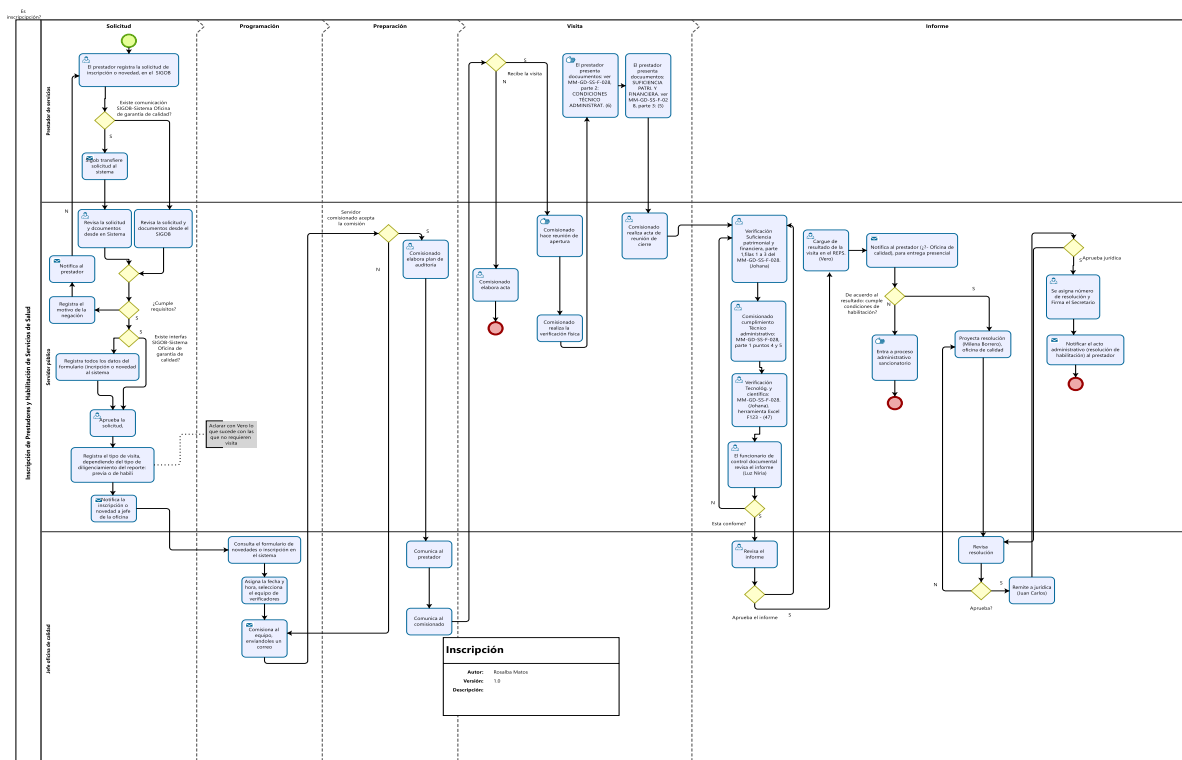 Es
inscripcipción?
Solicitud
Programación
Preparación
Visita
Informe
Inscripción de Prestadores y Habilitación de Servicios de Salud
Prestador de servicios
El prestador registra la solicitud de
inscripción o novedad, en el SIGOB
Existe comunicación
SIGOB-Sistema Oficina
de garantía de calidad?
S
Sigob transfiere
solicitud al
sistema
N
Recibe la visita
S
N
El prestador
presenta
docuumentos: ver
MM-GD-SS-F-028,
parte 2:
CONDICIONES
TÉCNICO
ADMINISTRAT. (6)
El prestador
presenta
documentos:
SUFICIENCIA
PATRI. Y
FINANCIERA. ver
MM-GD-SS-F-02
8, parte 3: (5)
Servidor público
Revisa la solicitud
y dcoumentos
desde en Sistema
Revisa la solicitud y
documentos desde el
SIGOB
Notifica al
prestador
Registra el
motivo de la
negación
¿Cumple
requisitos?
N
S
Existe interfas
SIGOB-Sistema
Oficina de
garantía de
calidad?
S
Registra todos los datos del
formulario (incripción o novedad
al sistema
Aprueba la
solicitud,
Registra el tipo de visita,
dependiendo del tipo de
diligenciamiento del reporte:
previa o de habili
Aclarar con Vero lo
que sucede con las
que no requieren
visita
Notifica la
inscripción o
novedad a jefe
de la oficina
Servidor
comisionado acepta
la comisión
S
N
Comisionado
elabora plan de
auditoria
Comisionado
elabora acta
Comisionado
hace reunión de
apertura
Comisionado
realiza la
verificación física
Comisionado
realiza acta de
reunión de
cierre
Verificación
Suficiencia
patrimonial y
financiera, parte
MM-GD-SS-F-028.
(Johana)
Comisionado
cumplimiento
Técnico
administrativo:
MM-GD-SS-F-028,
parte 1 puntos 4 y 5
Verificación
Tecnológ. y
científica:
MM-GD-SS-F-028.
(Johana).
herramienta Excel
F123 - (47)
El funcionario de
control documental
revisa el informe
(Luz Niria)
N
S
Esta confome?
Cargue de
resultado de la
visita en el REPS.
(Vero)
Notifica al prestador (¿?- Oficina de
calidad), para entrega presencial
De acuerdo al
resultado: cumple
condiciones de
habilitación?
N
S
Entra a proceso
administrativo
sancionatorio
Proyecta resolución
(Milena Borrero),
oficina de calidad
S
Aprueba jurídica
Se asigna número
de resolución y
Firma el Secretario
Notificar el acto
administrativo (resolución de
habilitación) al prestador
Jefe oficina de calidad
Consulta el formulario de
novedades o inscripción en
el sistema
Asigna la fecha y
hora, selecciona
el equipo de
verificadores
Comisiona al
equipo,
enviandoles un
correo
Comunica al
prestador
Comunica al
comisionado
Revisa el
informe
Aprueba el informe
S
Revisa
resolución
N
S
Aprueba?
Remite a jurídica
(Juan Carlos)
Inscripción
Autor: Rosalba Matos
Versión: 1.0
Descripción: